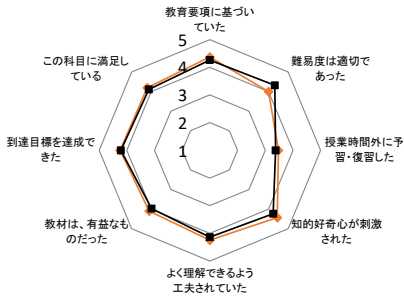 教育要項に基づい
ていた
難易度は適切で
あった
授業時間外に予
習・復習した
知的好奇心が刺激
された
よく理解できるよう
工夫されていた
教材は、有益なも
のだった
到達目標を達成で
きた
この科目に満足し
ている
5
4
3
2
1